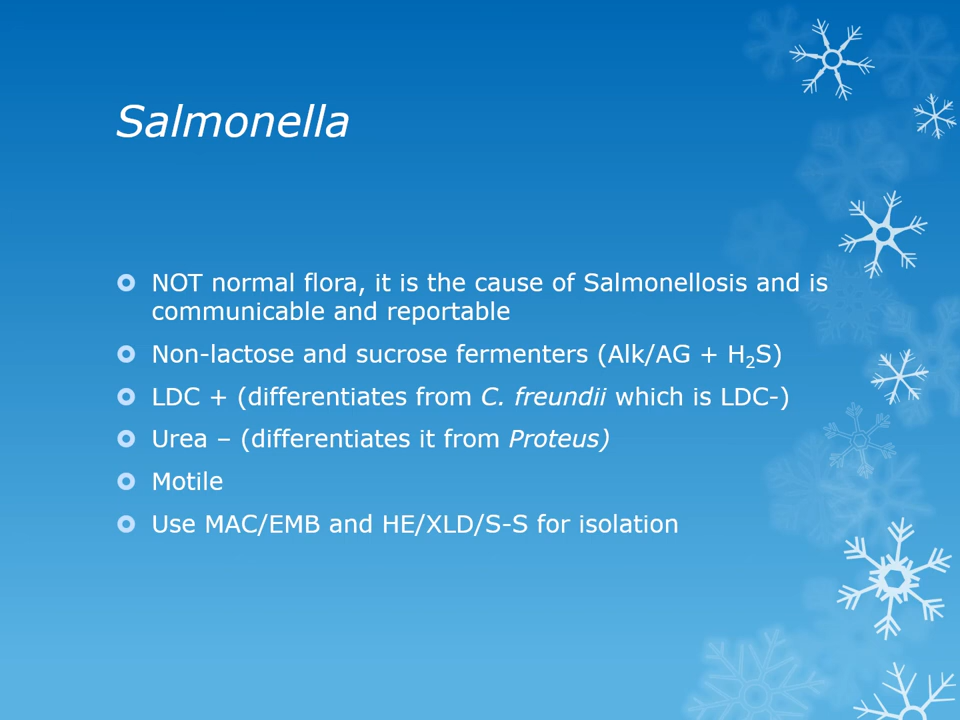 Salmonella
NOT normal flora, it is the cause of Salmonellosis and is
communicable and reportable
Non-lactose and sucrose fermenters (Alk/AG + H₂S)
LDC + (differentiates from C. freundii which is LDC-)
Urea – (differentiates it from Proteus)
Motile
Use MAC/EMB and HE/XLD/S-S for isolation